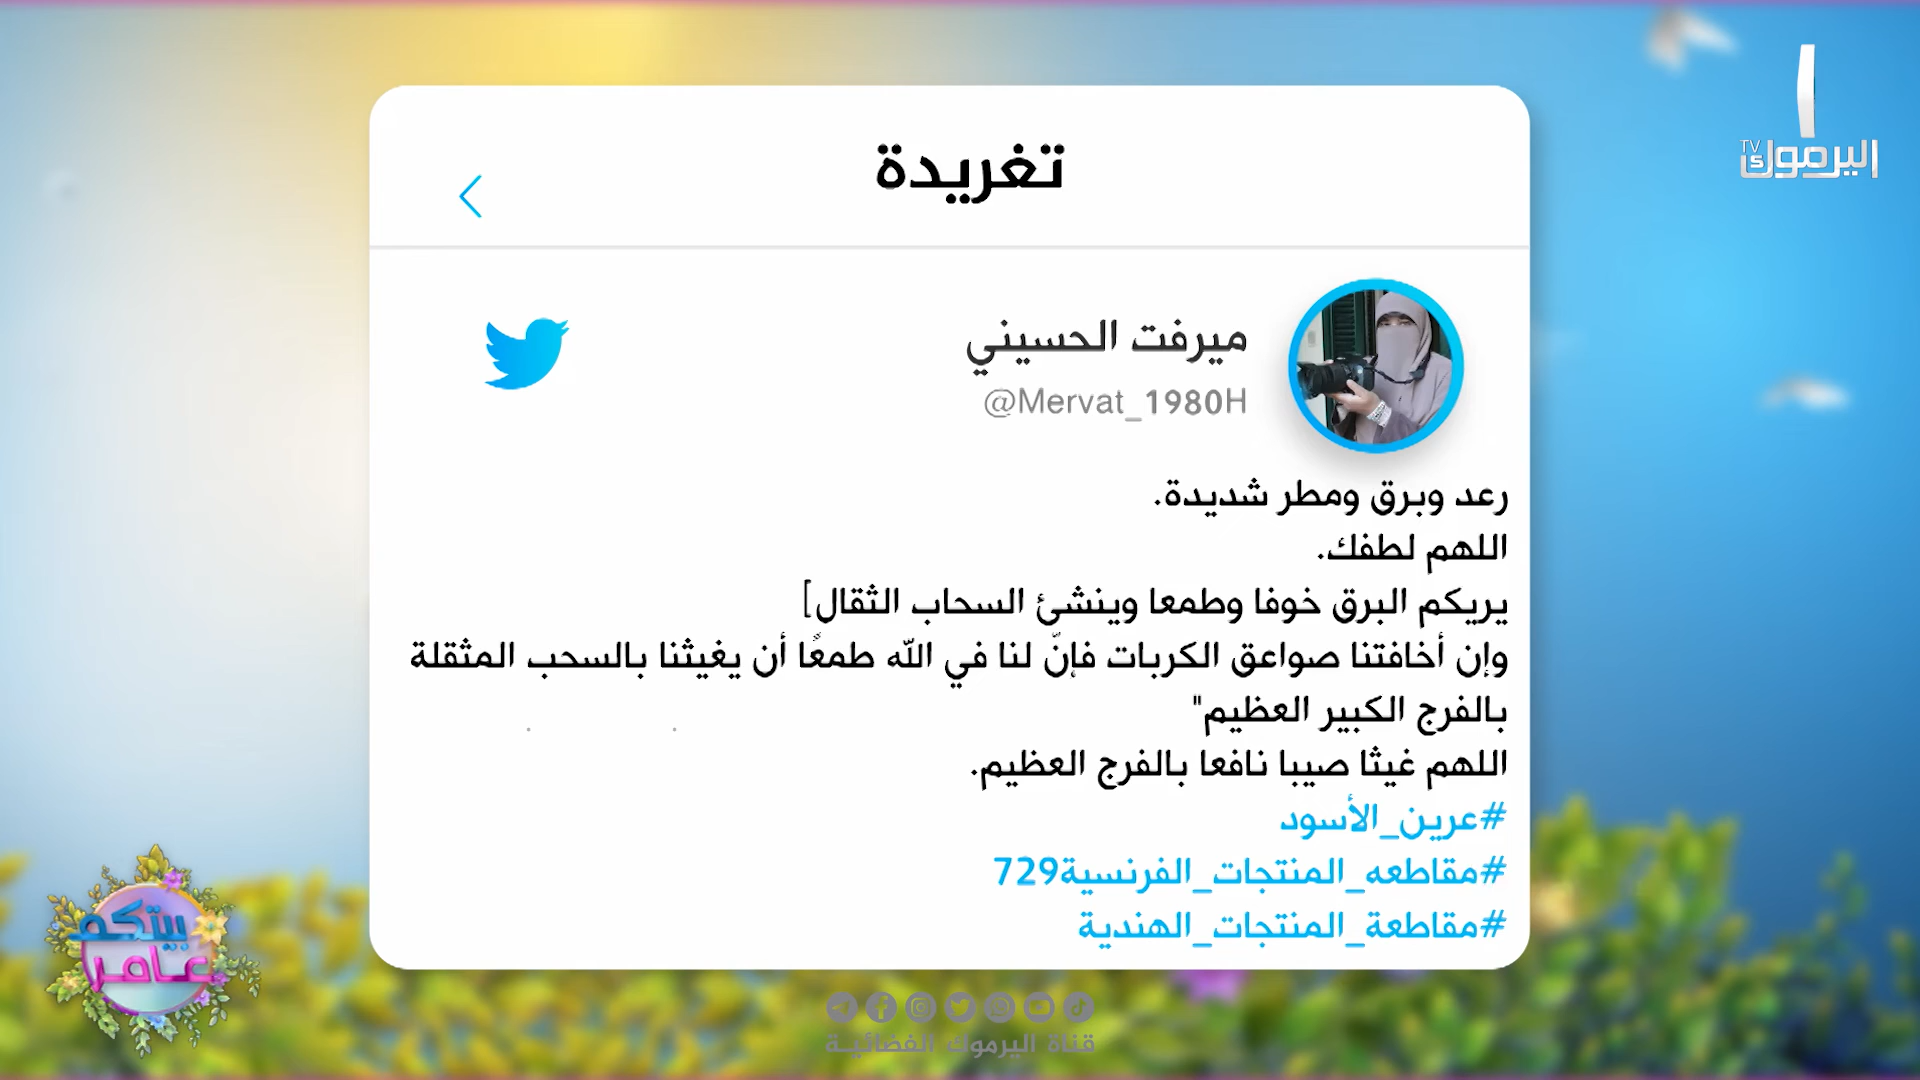 تغريدة
اليرموك TV
ميرفت الحسيني
@Mervat_1980H
رعد وبرق ومطر شديدة.
اللهم لطفك.
يريكم البرق خوفا وطمعا وينشئ السحاب الثقال]
وإن أخافتنا صواعق الكربات فإنّ لنا في الله طمعًا أن يغيثنا بالسحب المثقلة
بالفرج الكبير العظيم"
اللهم غيثا صيبا نافعا بالفرج العظيم.
#عرين_الأسود
#مقاطعه_المنتجات_الفرنسية729
#مقاطعة_المنتجات_الهندية
بيتكم
عامر
قناة اليرموك الفضائيـة